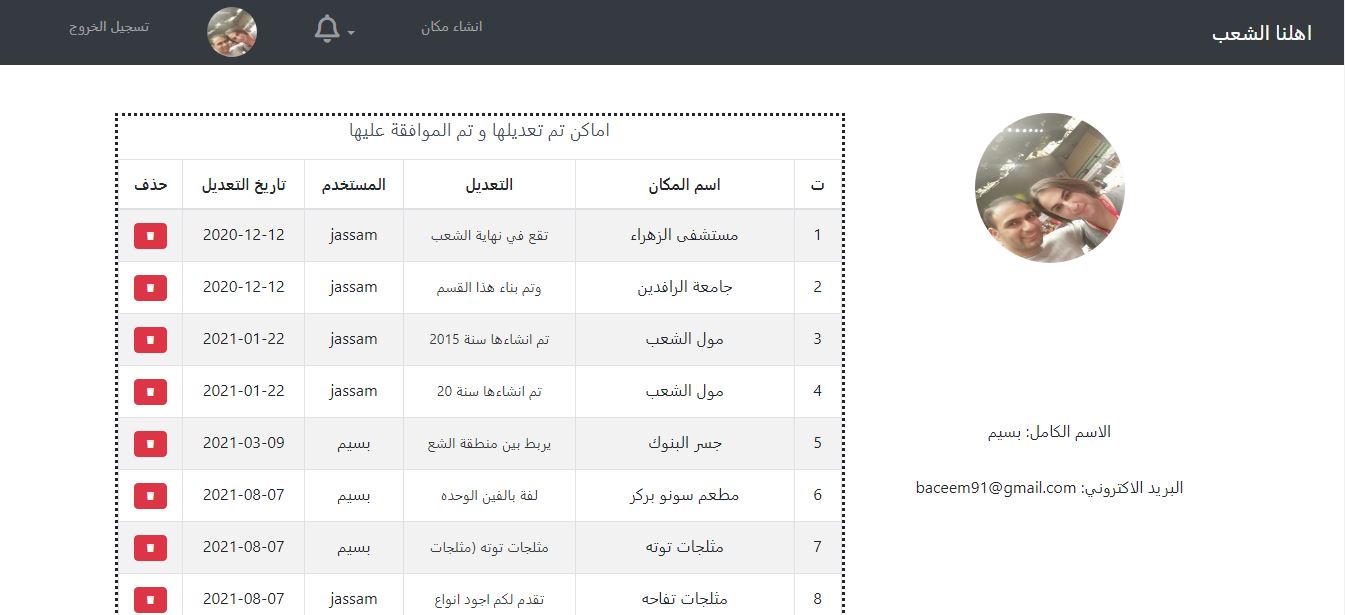 اهلنا الشعب
انشاء مكان
تسجيل الخروج
الاسم الكامل: بسيم
البريد الاكتروني: baceem91@gmail.com
اماكن تم تعديلها و تم الموافقة عليها
ت اسم المكان التعديل المستخدم تاريخ التعديل حذف
1 مستشفى الزهراء تقع في نهاية الشعب jassam 2020-12-12
2 جامعة الرافدين وتم بناء هذا القسم jassam 2020-12-12
3 مول الشعب تم انشاءها سنة 2015 jassam 2021-01-22
4 مول الشعب تم انشاءها سنة 20 jassam 2021-01-22
5 جسر البنوك يربط بين منطقة الشع بسيم 2021-03-09
6 مطعم سونو بركر لفة بالفين الوحده بسيم 2021-08-07
7 مثلجات توته مثلجات توته (مثلجات بسيم 2021-08-07
8 مثلجات تفاحه تقدم لكم اجود انواع jassam 2021-08-07